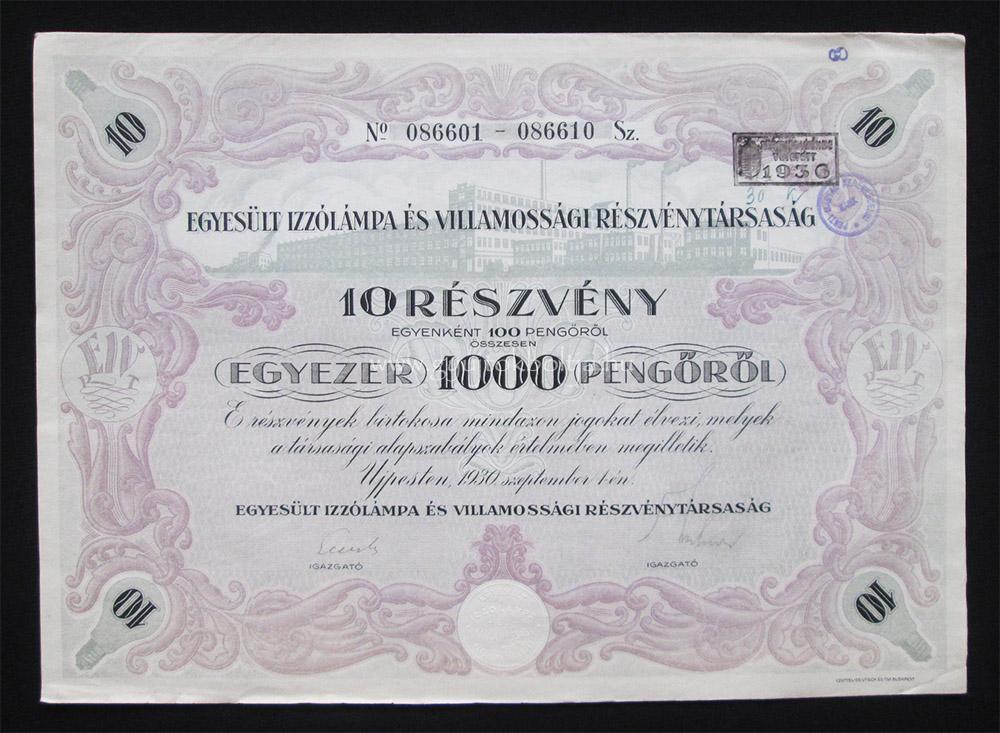 10
10
Nº 086601 - 086610 Sz.
1936
30
EGYESÜLT IZZÓLÁMPA ÉS VILLAMOSSÁGI RÉSZVÉNYTÁRSASÁG
10 RÉSZVÉNY
EGYENKÉNT 100 PENGŐRŐL
ÖSSZESEN
(EGYEZER) 1000 (PENGŐRŐL)
E részvények birtokosa mindazon jogokat élvezi, melyek
a társasági alapszabályok értelmében megilletik.
Ujpesten, 1930. szeptember 1-én.
EGYESÜLT IZZÓLÁMPA ÉS VILLAMOSSÁGI RÉSZVÉNYTÁRSASÁG
IGAZGATÓ
IGAZGATÓ
10
10